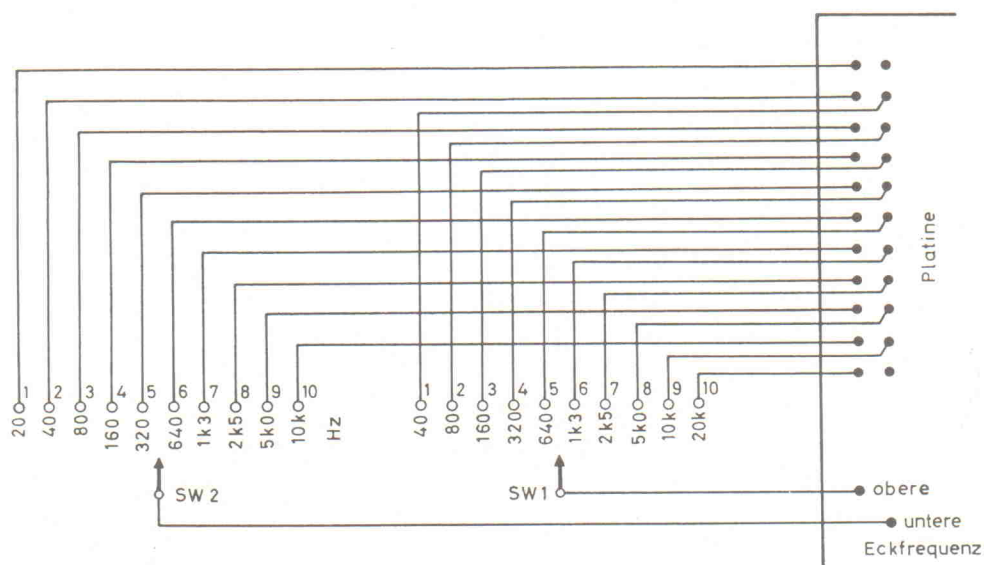 Platine
1 2 3 4 5 6 7 8 9 10
20 40 80 160 320 640 1k3 2k5 5k0 10k Hz
1 2 3 4 5 6 7 8 9 10
40 80 160 320 640 1k3 2k5 5k0 10k 20k
SW 2
SW 1
obere
untere
Eckfrequenz